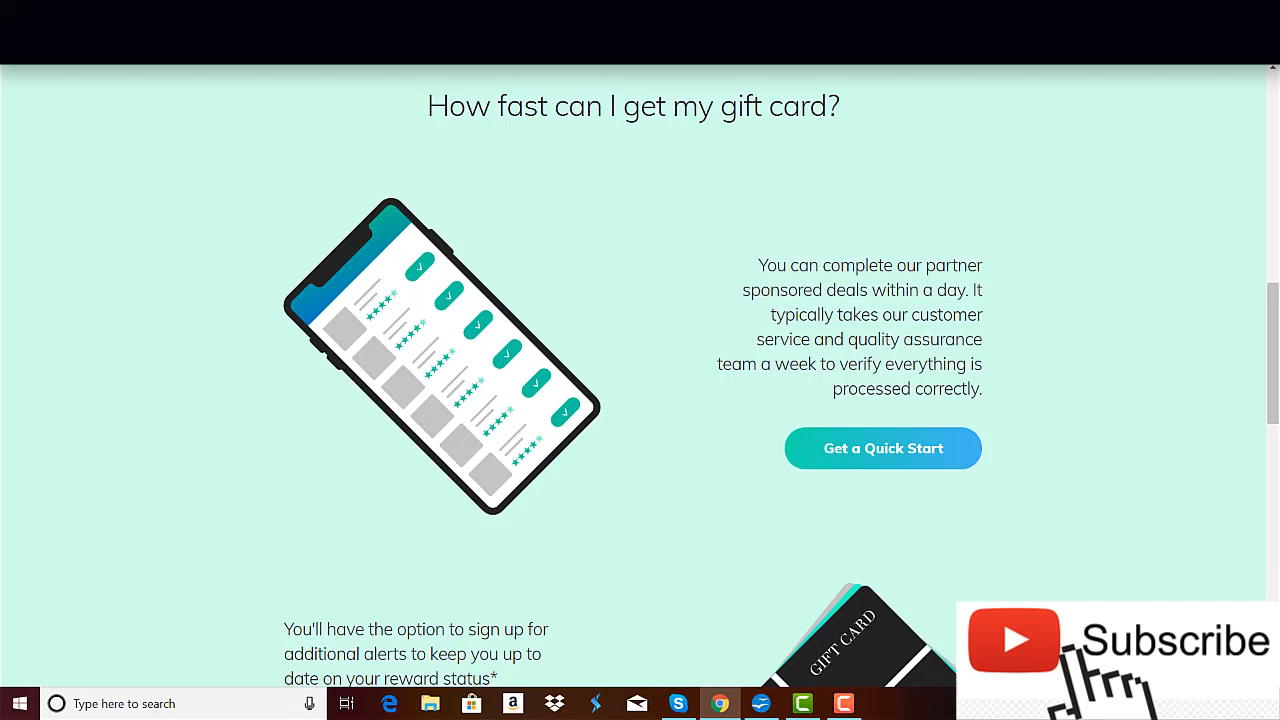 How fast can I get my gift card?
You can complete our partner
sponsored deals within a day. It
typically takes our customer
service and quality assurance
team a week to verify everything is
processed correctly.
Get a Quick Start
You'll have the option to sign up for
additional alerts to keep you up to
date on your reward status*
GIFT CARD
Subscribe
Type here to search